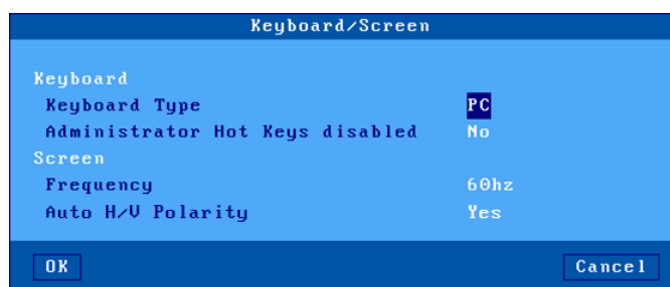 Keyboard/Screen
Keyboard
Keyboard Type PC
Administrator Hot Keys disabled No
Screen
Frequency 60hz
Auto H/V Polarity Yes
OK Cancel